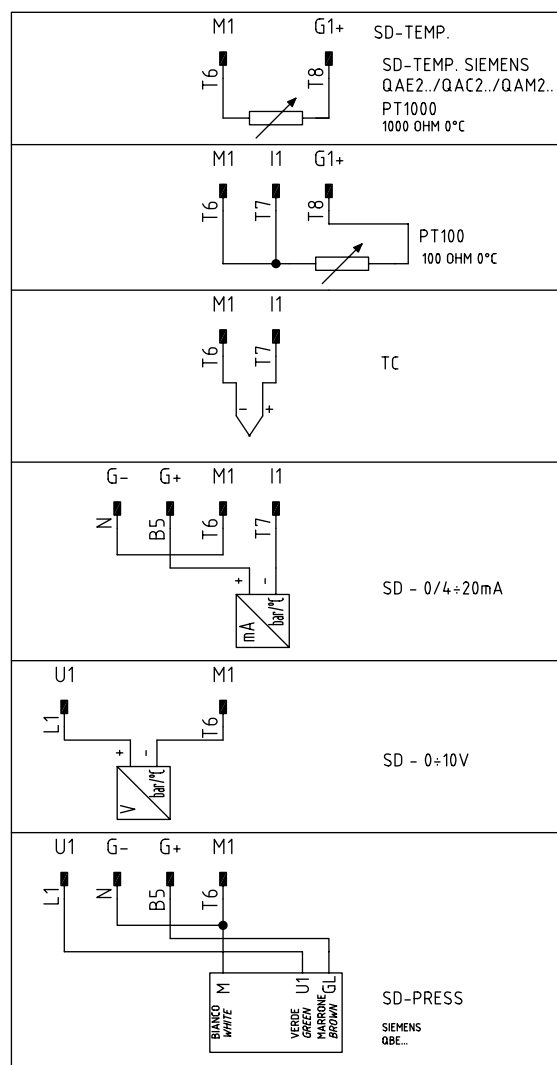 M1 G1+ SD-TEMP.
T6 T8
SD-TEMP. SIEMENS
QAE2../QAC2../QAM2..
PT1000
1000 OHM 0°C
M1 I1 G1+
T6 T7 T8
PT100
100 OHM 0°C
M1 I1
T6 T7
- +
TC
G- G+ M1 I1
N B5 T6 T7
+ -
mA bar/°C
SD - 0/4÷20mA
U1 M1
L1 T6
+ -
V bar/°C
SD - 0÷10V
U1 G- G+ M1
L1 N B5 T6
M U1 GL
BIANCO
WHITE
VERDE
GREEN
MARRONE
BROWN
SD-PRESS
SIEMENS
QBE...